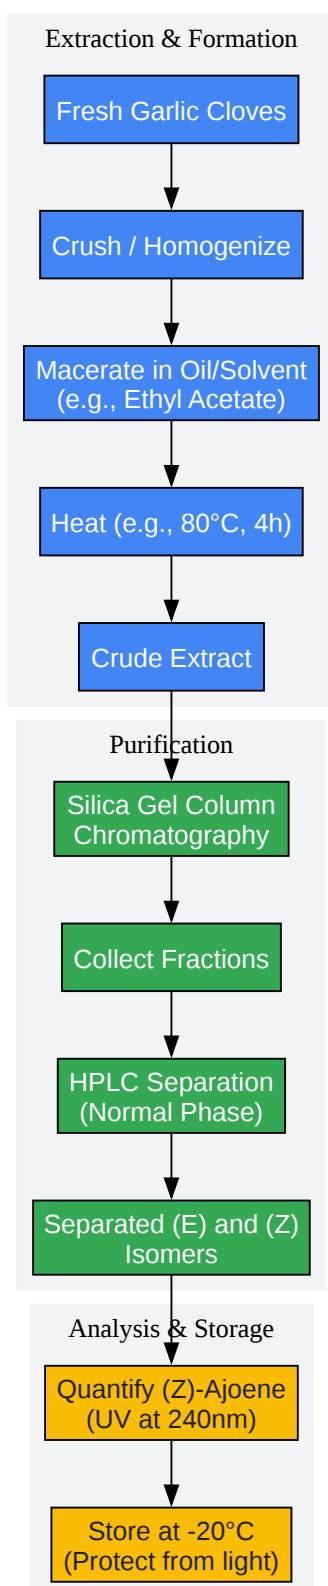 Extraction & Formation
Fresh Garlic Cloves
Crush / Homogenize
Macerate in Oil/Solvent
(e.g., Ethyl Acetate)
Heat (e.g., 80°C, 4h)
Crude Extract
Purification
Silica Gel Column
Chromatography
Collect Fractions
HPLC Separation
(Normal Phase)
Separated (E) and (Z)
Isomers
Analysis & Storage
Quantify (Z)-Ajoene
(UV at 240nm)
Store at -20°C
(Protect from light)